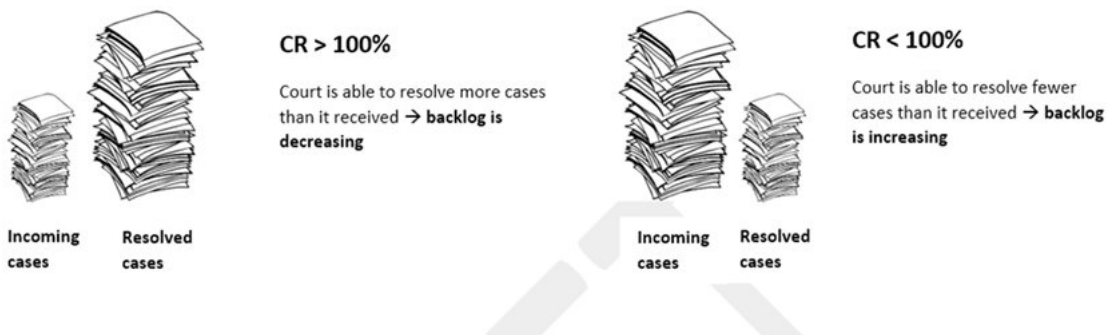 CR > 100%
Court is able to resolve more cases
than it received → backlog is
decreasing
Incoming
cases
Resolved
cases
CR < 100%
Court is able to resolve fewer
cases than it received → backlog
is increasing
Incoming
cases
Resolved
cases